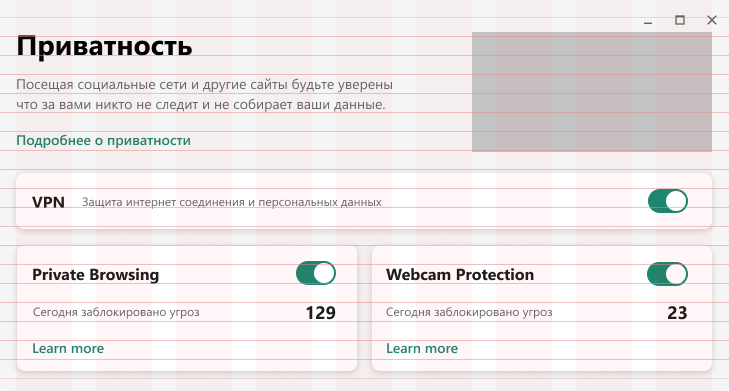 Приватность
Посещая социальные сети и другие сайты будьте уверены
что за вами никто не следит и не собирает ваши данные.
Подробнее о приватности
VPN Защита интернет соединения и персональных данных
Private Browsing
Сегодня заблокировано угроз 129
Learn more
Webcam Protection
Сегодня заблокировано угроз 23
Learn more